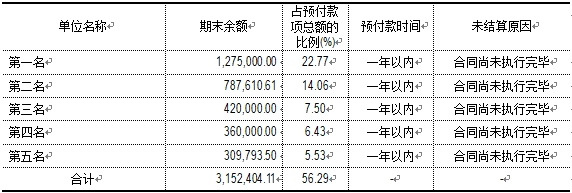 单位名称 期末余额 占预付款项总额的比例(%) 预付款时间 未结算原因
第一名 1,275,000.00 22.77 一年以内 合同尚未执行完毕
第二名 787,610.61 14.06 一年以内 合同尚未执行完毕
第三名 420,000.00 7.50 一年以内 合同尚未执行完毕
第四名 360,000.00 6.43 一年以内 合同尚未执行完毕
第五名 309,793.50 5.53 一年以内 合同尚未执行完毕
合计 3,152,404.11 56.29 - -